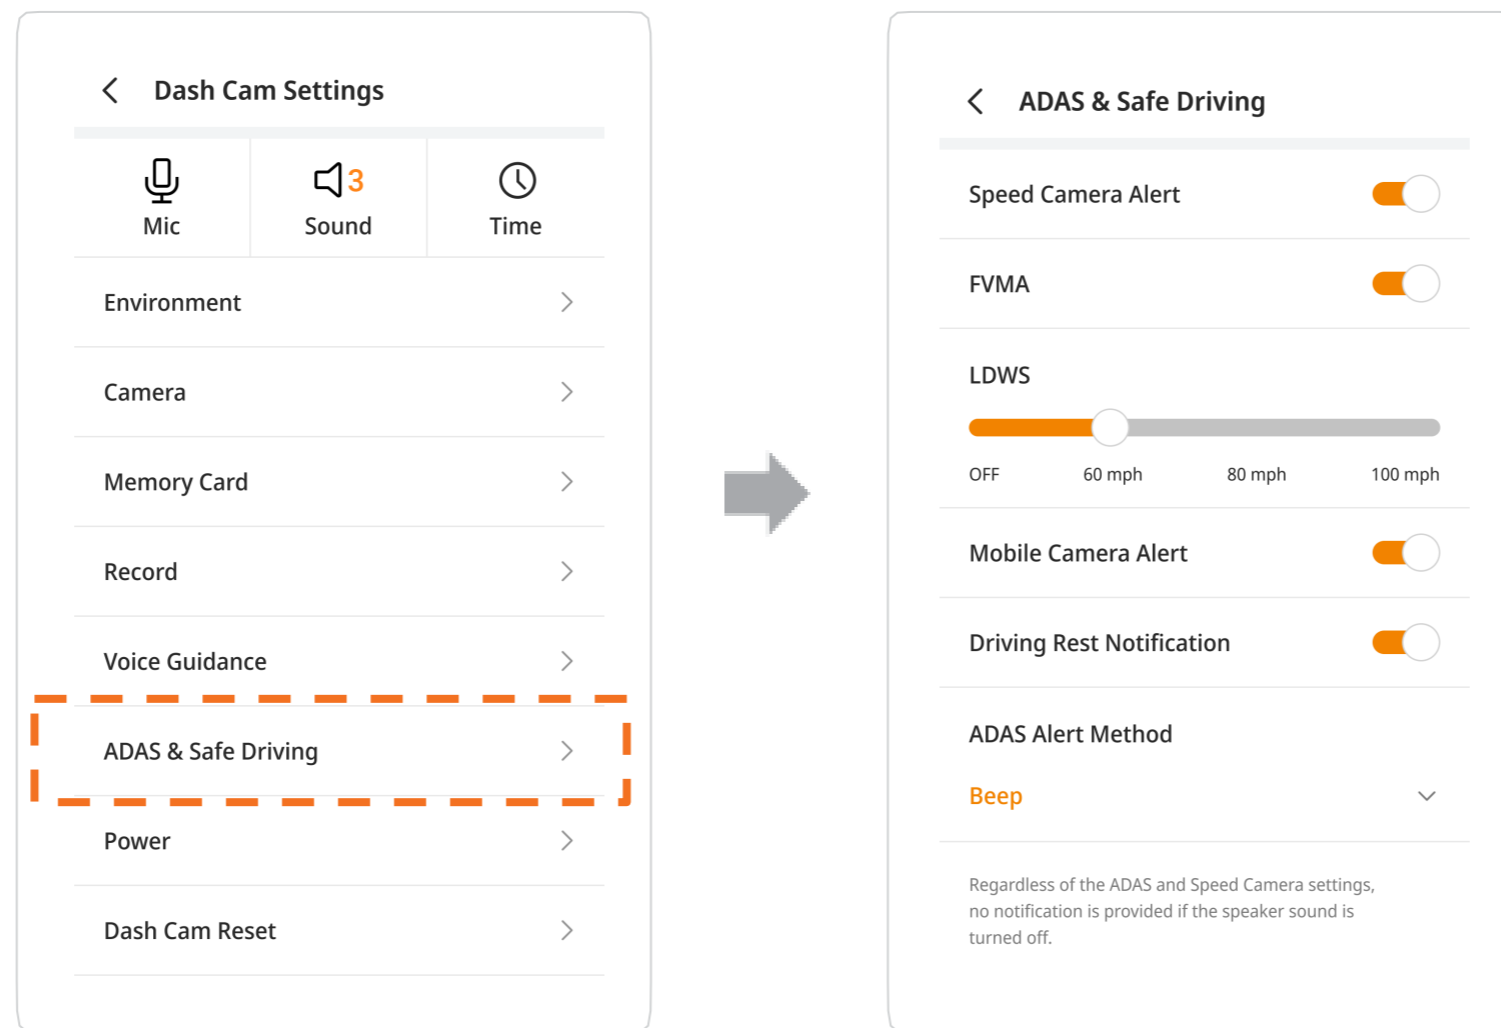 Dash Cam Settings
3
Mic
Sound
Time
Environment
Camera
Memory Card
Record
Voice Guidance
ADAS & Safe Driving
Power
Dash Cam Reset
ADAS & Safe Driving
Speed Camera Alert
FVMA
LDWS
OFF 60 mph 80 mph 100 mph
Mobile Camera Alert
Driving Rest Notification
ADAS Alert Method
Beep
Regardless of the ADAS and Speed Camera settings,
no notification is provided if the speaker sound is
turned off.